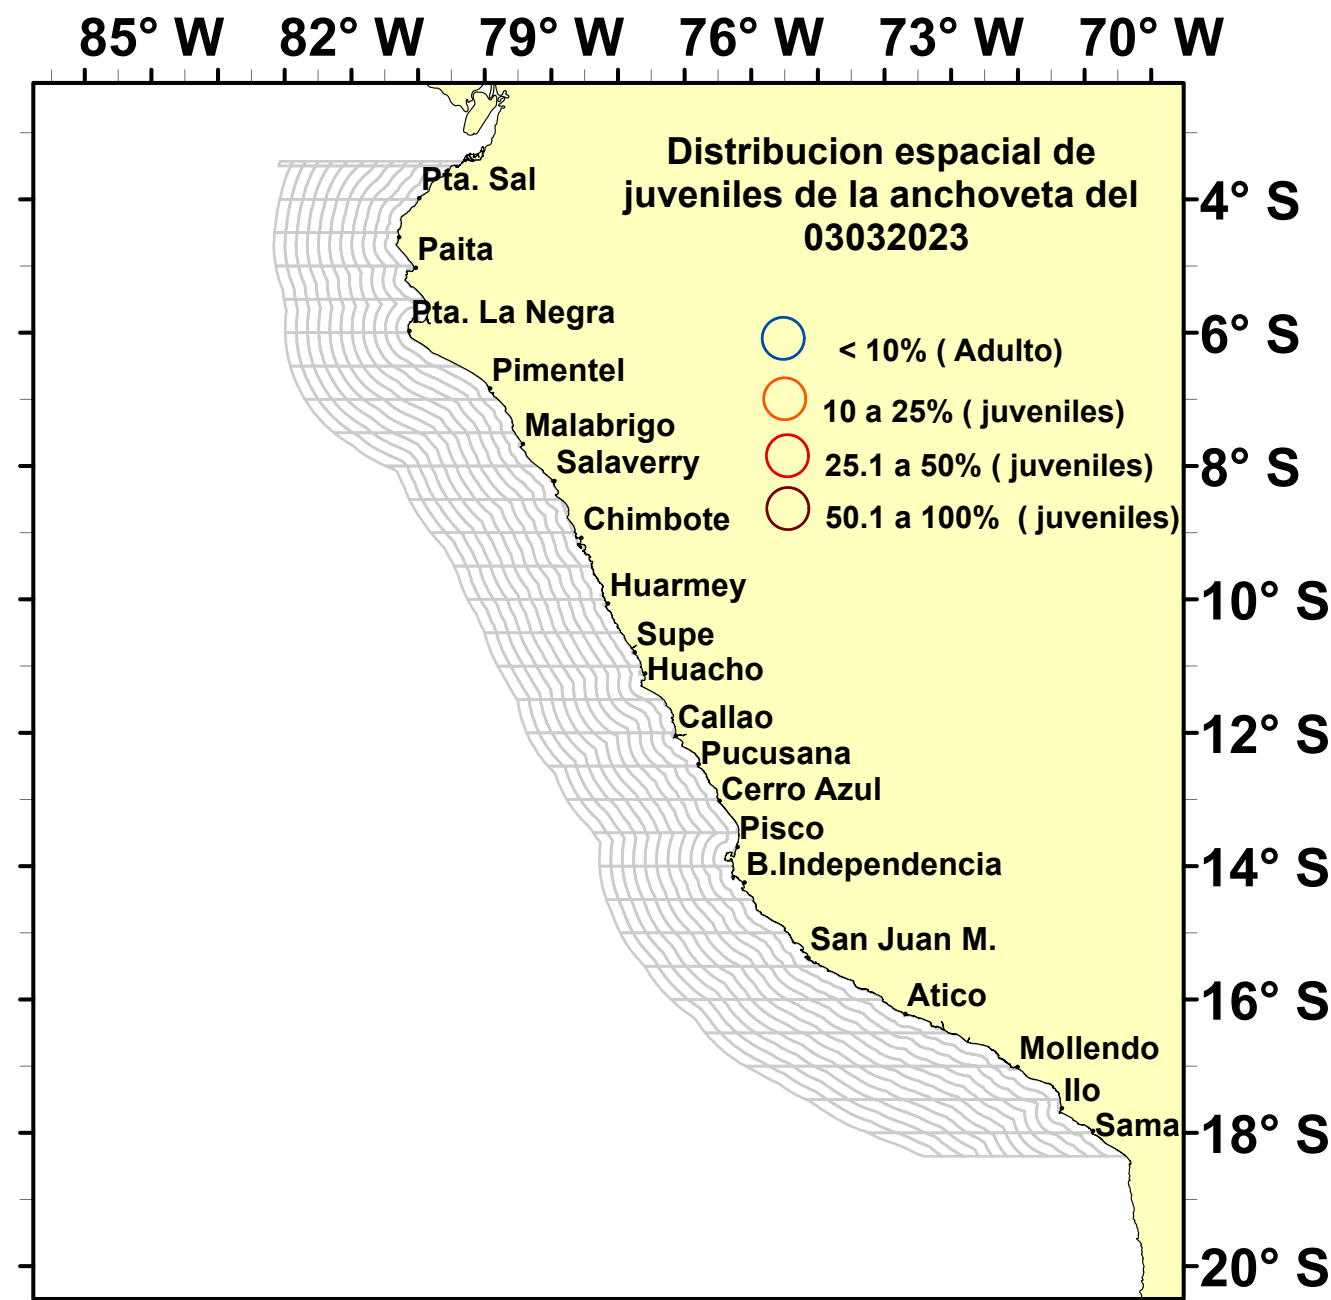 85° W 82° W 79° W 76° W 73° W 70° W
Distribucion espacial de
juveniles de la anchoveta del
03032023
Pta. Sal
4° S
Paita
Pta. La Negra
6° S
< 10% ( Adulto)
Pimentel
10 a 25% ( juveniles)
Malabrigo
Salaverry
25.1 a 50% ( juveniles)
8° S
Chimbote
50.1 a 100% ( juveniles)
Huarmey
10° S
Supe
Huacho
Callao
12° S
Pucusana
Cerro Azul
Pisco
B.Independencia
14° S
San Juan M.
Atico
16° S
Mollendo
Ilo
Sama
18° S
20° S